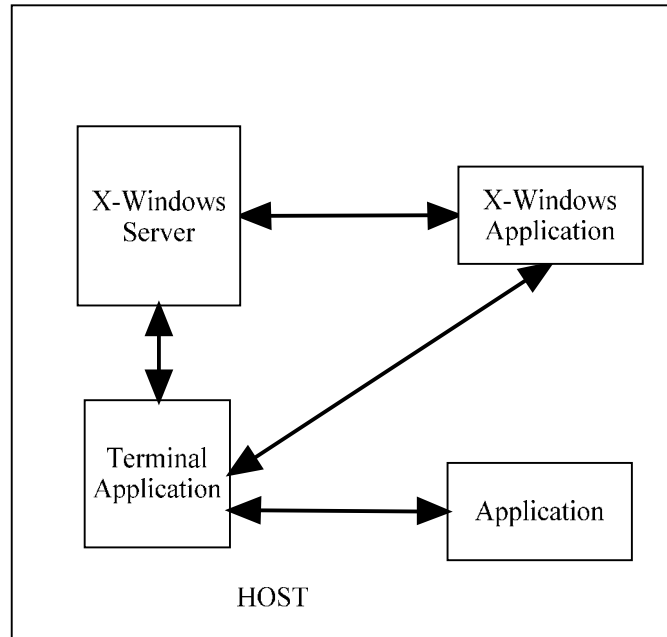 X-Windows
Server
X-Windows
Application
Terminal
Application
Application
HOST